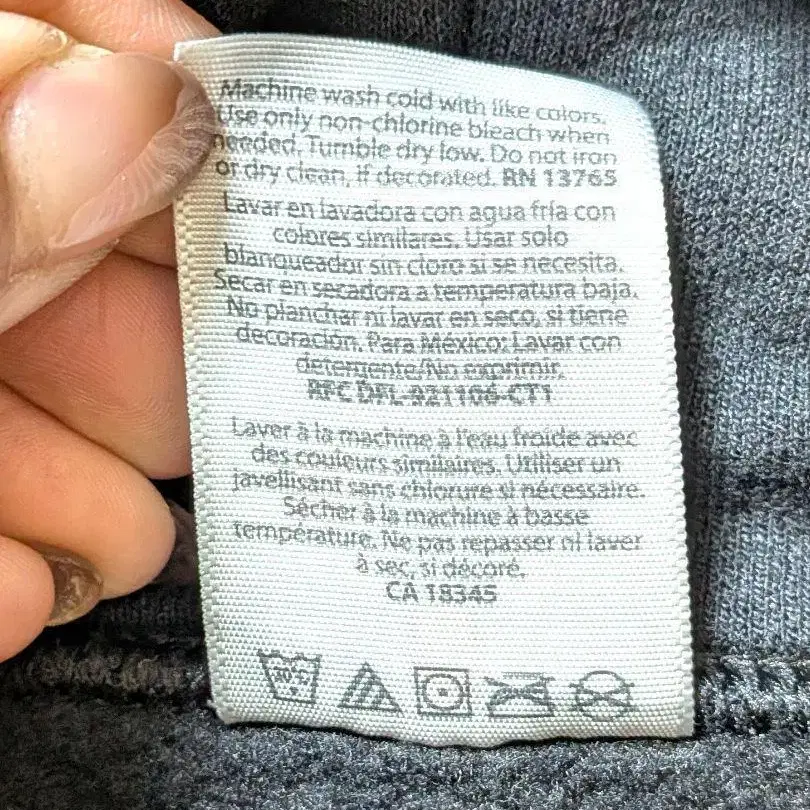 Machine wash cold with like colors.
Use only non-chlorine bleach when
needed. Tumble dry low. Do not iron
or dry clean, if decorated. RN 13765
Lavar en lavadora con agua fría con
colores similares. Usar solo
blanqueador sin cloro si se necesita.
Secar en secadora a temperatura baja.
No planchar ni lavar en seco, si tiene
decoración. Para México: Lavar con
detergente/No exprimir.
RFC DFL-921106-CT1
Laver à la machine à l'eau froide avec
des couleurs similaires. Utiliser un
javellisant sans chlorure si nécessaire.
Sécher à la machine à basse
température. Ne pas repasser ni laver
à sec, si décoré.
CA 18345
30°C